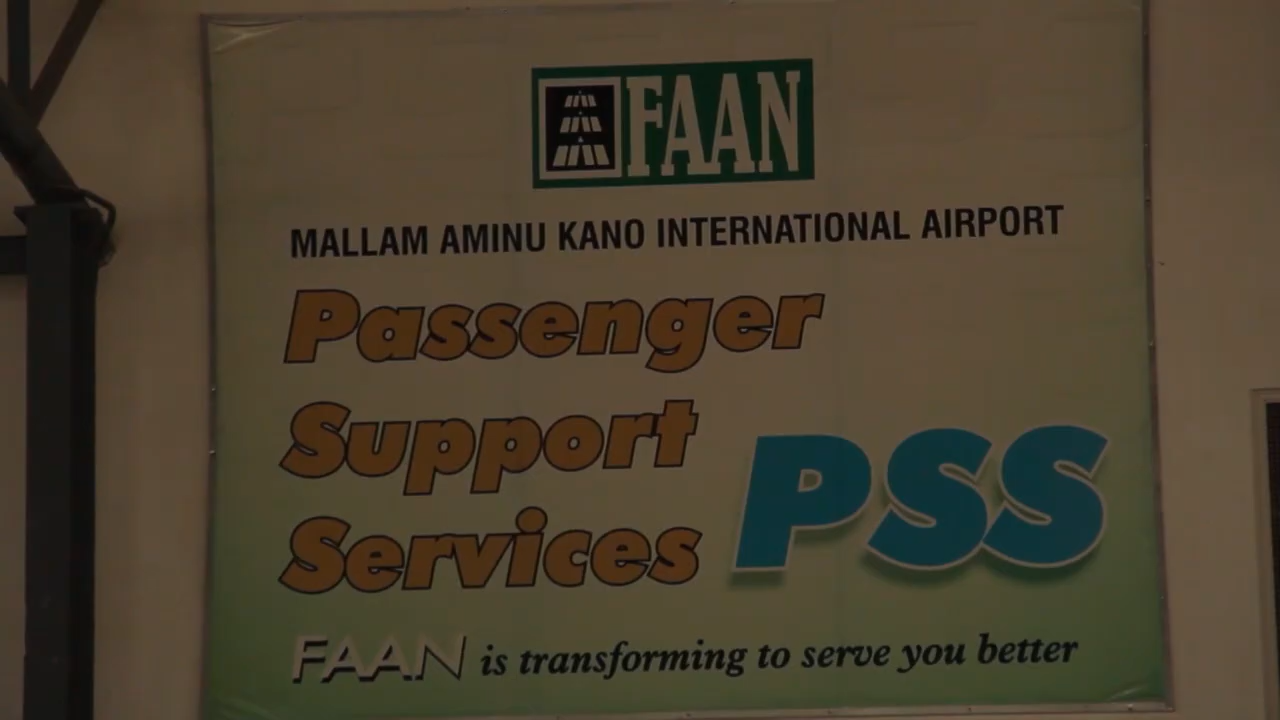 FAAN
MALLAM AMINU KANO INTERNATIONAL AIRPORT
Passenger
Support
Services
PSS
FAAN is transforming to serve you better